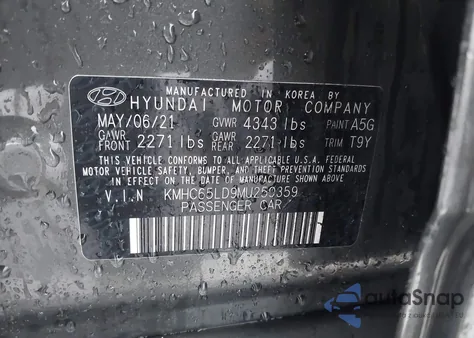 MANUFACTURED IN KOREA BY
HYUNDAI MOTOR COMPANY
MAY/06/21 GVWR 4343 lbs PAINT A5G
GAWR FRONT 2271 lbs GAWR REAR 2271 lbs TRIM T9Y
THIS VEHICLE CONFORMS TO ALL APPLICABLE U.S.A. FEDERAL
MOTOR VEHICLE SAFETY, BUMPER, AND THEFT PREVENTION
STANDARDS IN EFFECT ON THE DATE OF MANUFACTURE SHOWN ABOVE.
V.I.N KMHC65LD9MU250359
PASSENGER CAR
autoSnap